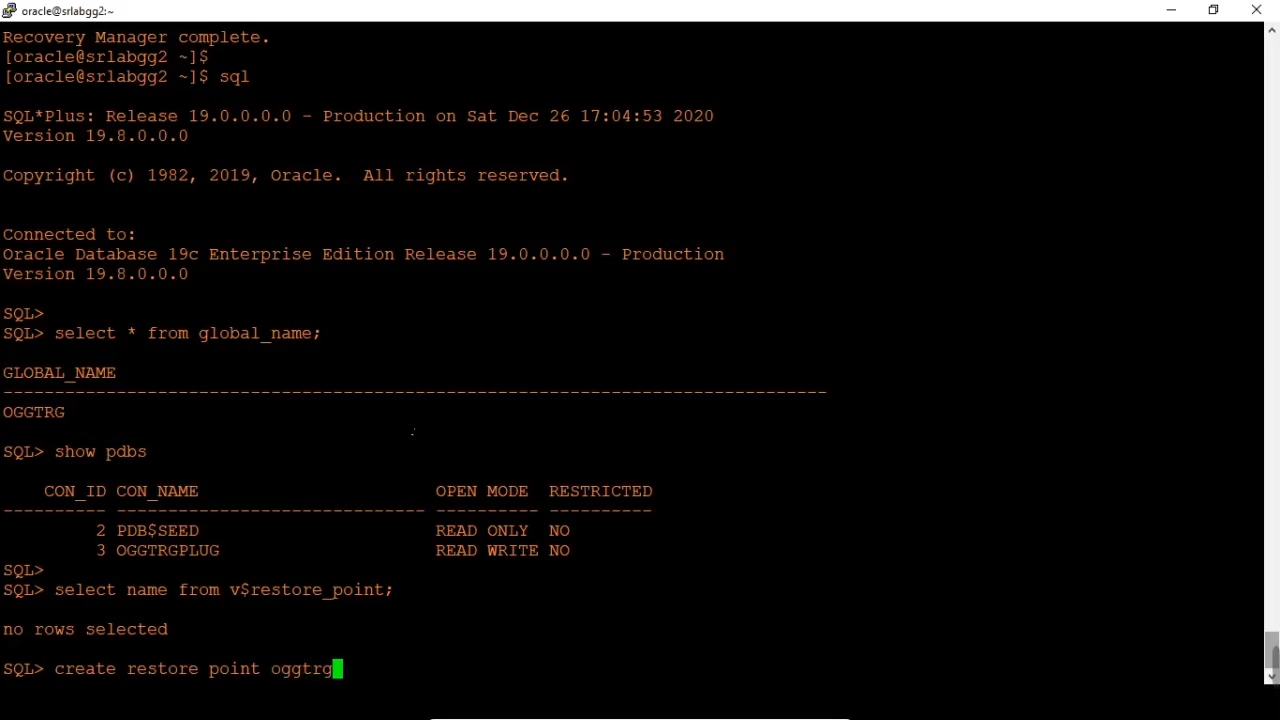 oracle@srlabgg2:~
Recovery Manager complete.
[oracle@srlabgg2 ~]$
[oracle@srlabgg2 ~]$ sql
SQL*Plus: Release 19.0.0.0.0 - Production on Sat Dec 26 17:04:53 2020
Version 19.8.0.0.0
Copyright (c) 1982, 2019, Oracle.  All rights reserved.
Connected to:
Oracle Database 19c Enterprise Edition Release 19.0.0.0.0 - Production
Version 19.8.0.0.0
SQL>
SQL> select * from global_name;
GLOBAL_NAME
--------------------------------------------------------------------------------
OGGTRG
SQL> show pdbs
    CON_ID CON_NAME                       OPEN MODE  RESTRICTED
---------- ------------------------------ ---------- ----------
         2 PDB$SEED                       READ ONLY  NO
         3 OGGTRGPLUG                     READ WRITE NO
SQL>
SQL> select name from v$restore_point;
no rows selected
SQL> create restore point oggtrg